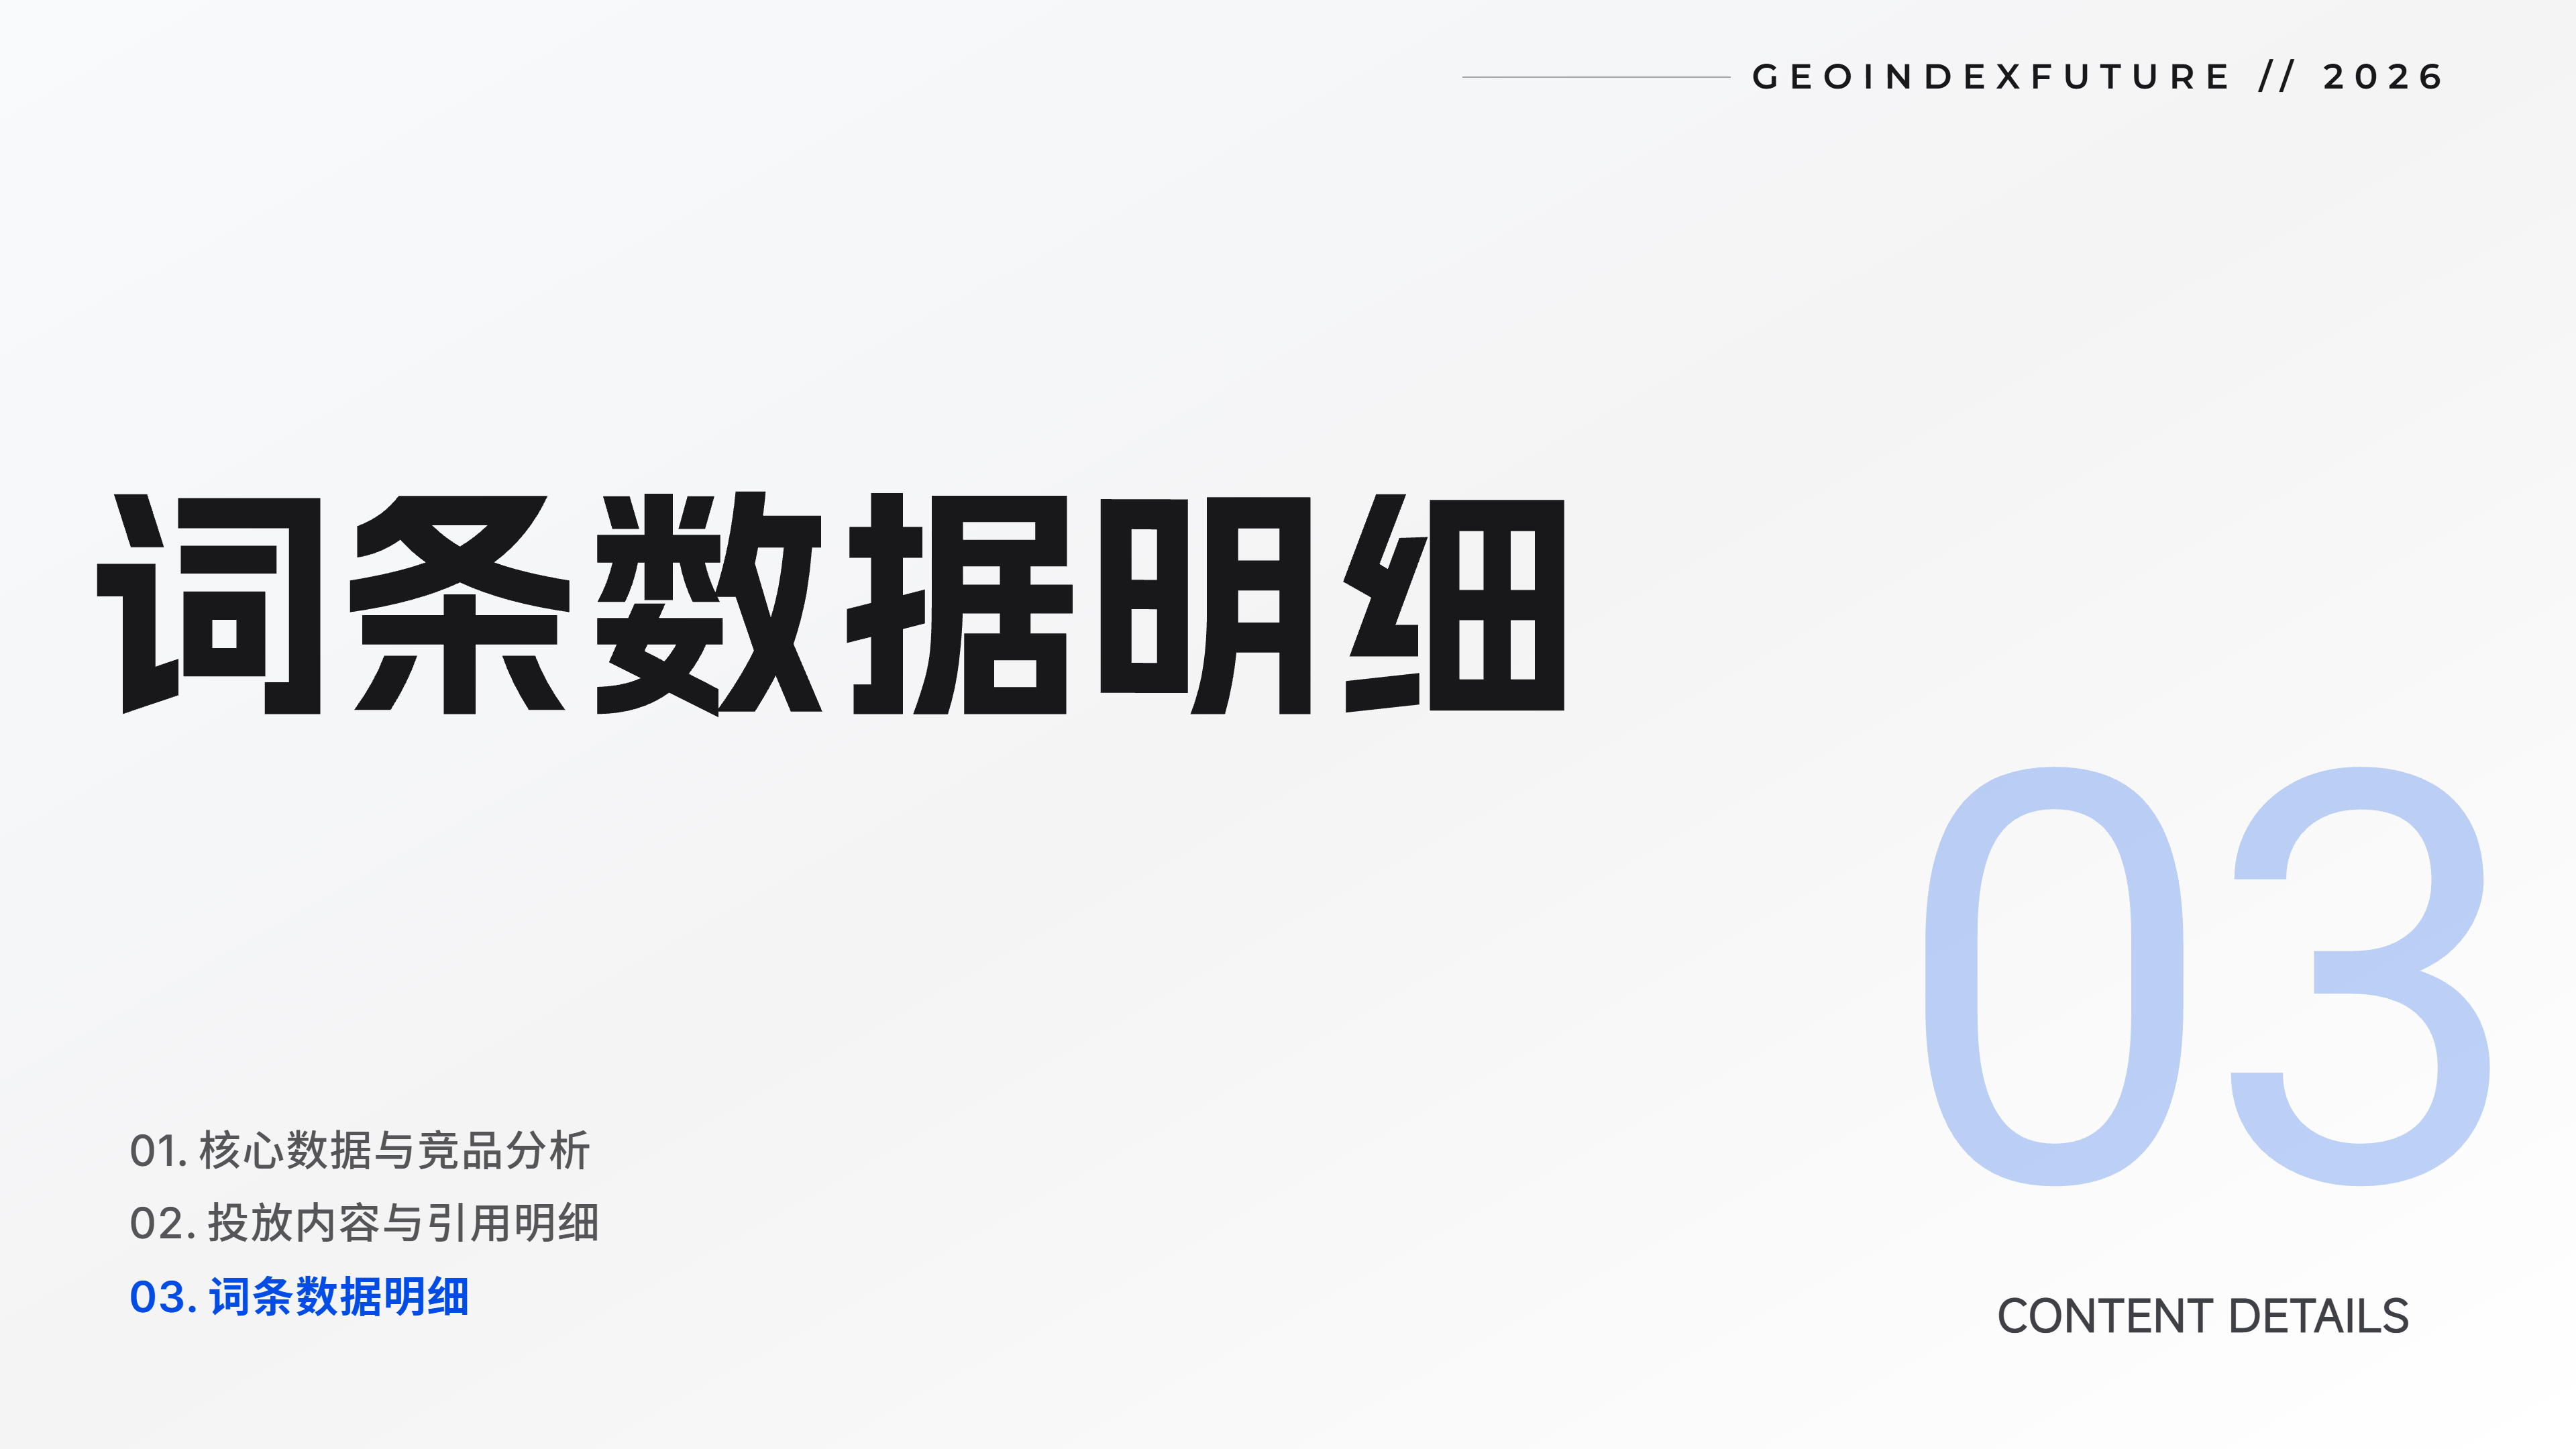 GEOINDEXFUTURE // 2026
词条数据明细
03
01. 核心数据与竞品分析
02. 投放内容与引用明细
03. 词条数据明细
CONTENT DETAILS